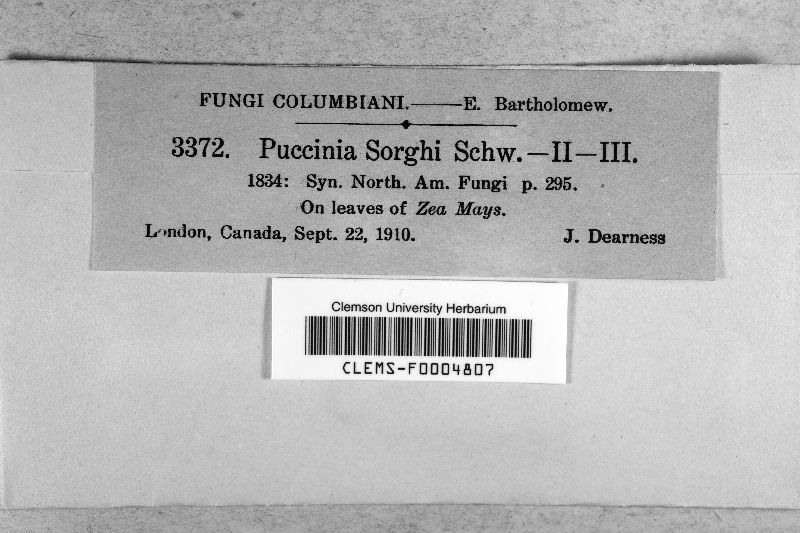 FUNGI COLUMBIANI.——E. Bartholomew.
3372. Puccinia Sorghi Schw.—II—III.
1834: Syn. North. Am. Fungi p. 295.
On leaves of Zea Mays.
London, Canada, Sept. 22, 1910. J. Dearness
Clemson University Herbarium
CLEMS-F0004807